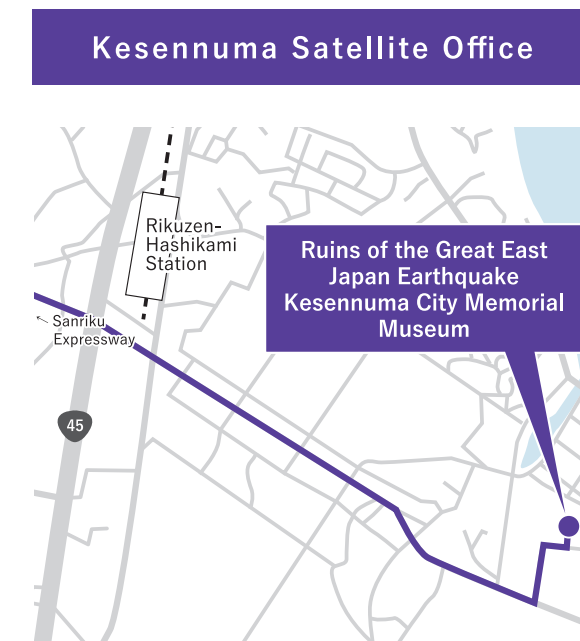 Kesennuma Satellite Office
Rikuzen-
Hashikami
Station
Ruins of the Great East
Japan Earthquake
Kesennuma City Memorial
Museum
← Sanriku
Expressway
45